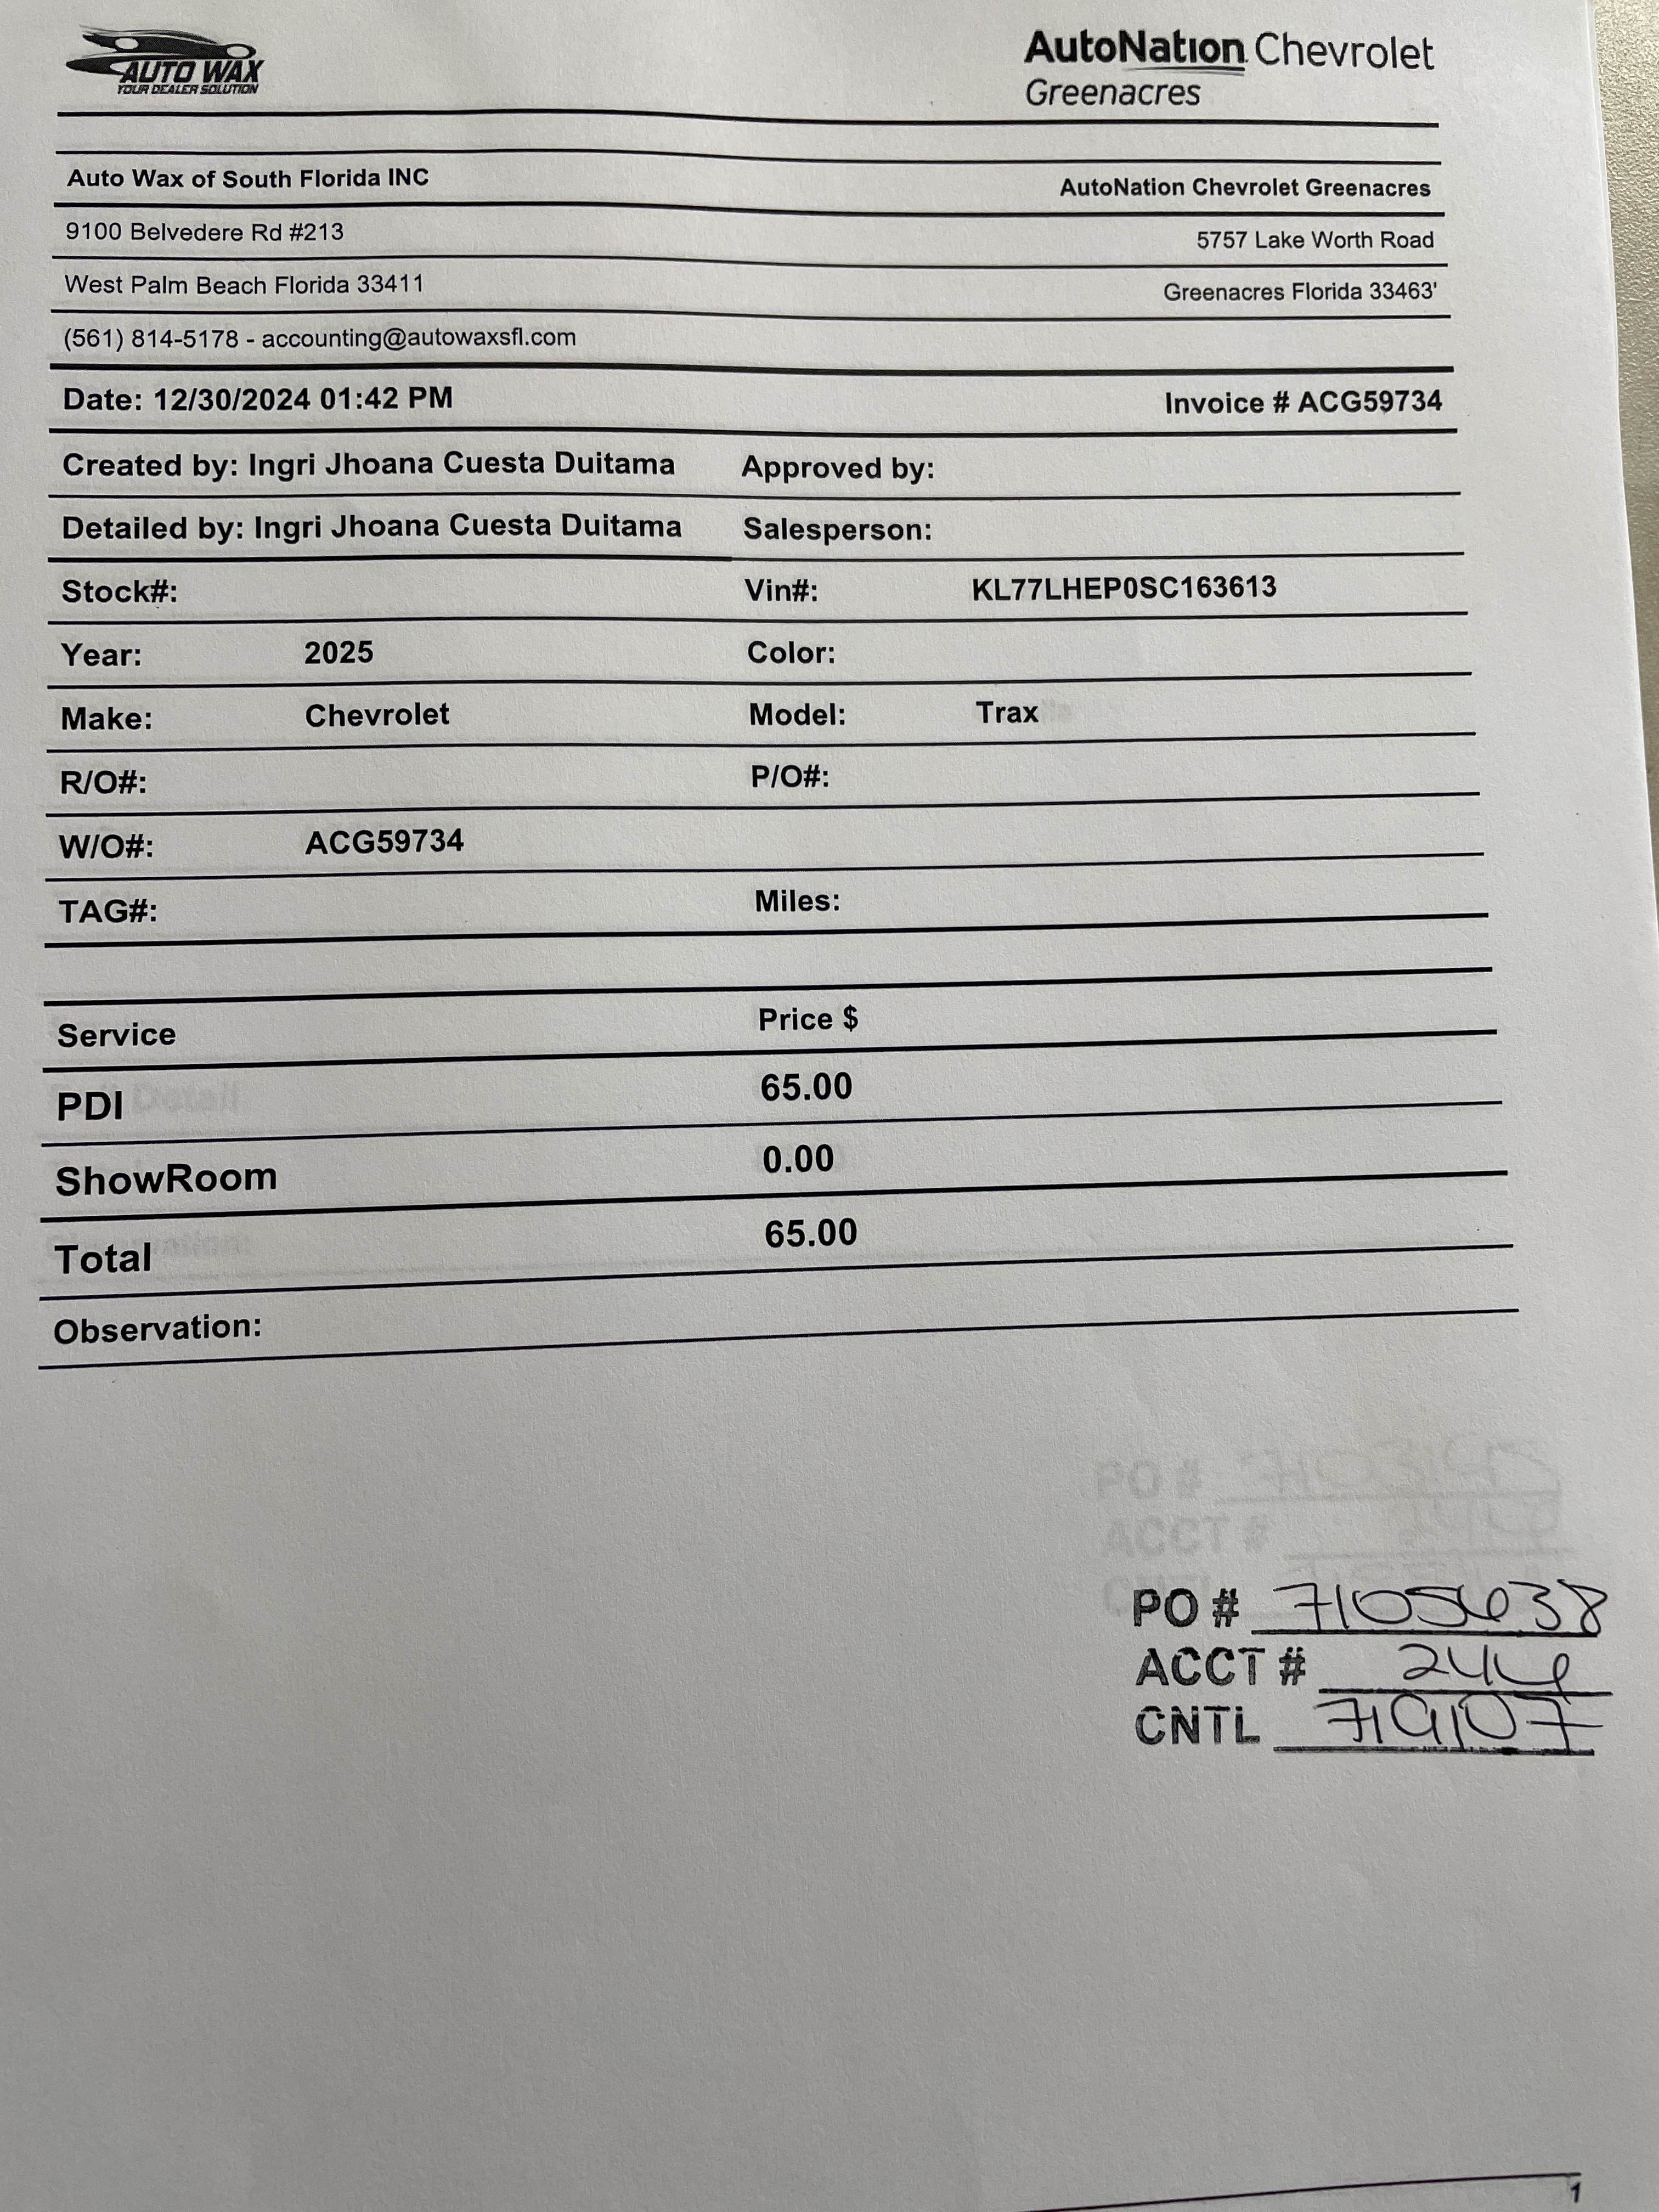 AUTO WAX
YOUR DEALER SOLUTION
AutoNation Chevrolet
Greenacres
Auto Wax of South Florida INC
AutoNation Chevrolet Greenacres
9100 Belvedere Rd #213
5757 Lake Worth Road
West Palm Beach Florida 33411
Greenacres Florida 33463'
(561) 814-5178 - accounting@autowaxsfl.com
Date: 12/30/2024 01:42 PM
Invoice # ACG59734
Created by: Ingri Jhoana Cuesta Duitama Approved by:
Detailed by: Ingri Jhoana Cuesta Duitama Salesperson:
Stock#: Vin#: KL77LHEP0SC163613
Year: 2025 Color:
Make: Chevrolet Model: Trax
R/O#: P/O#:
W/O#: ACG59734
TAG#: Miles:
Service Price $
PDI 65.00
ShowRoom 0.00
Total 65.00
Observation:
PO #
ACCT #
PO # 7105638
ACCT #
CNTL 719107
1